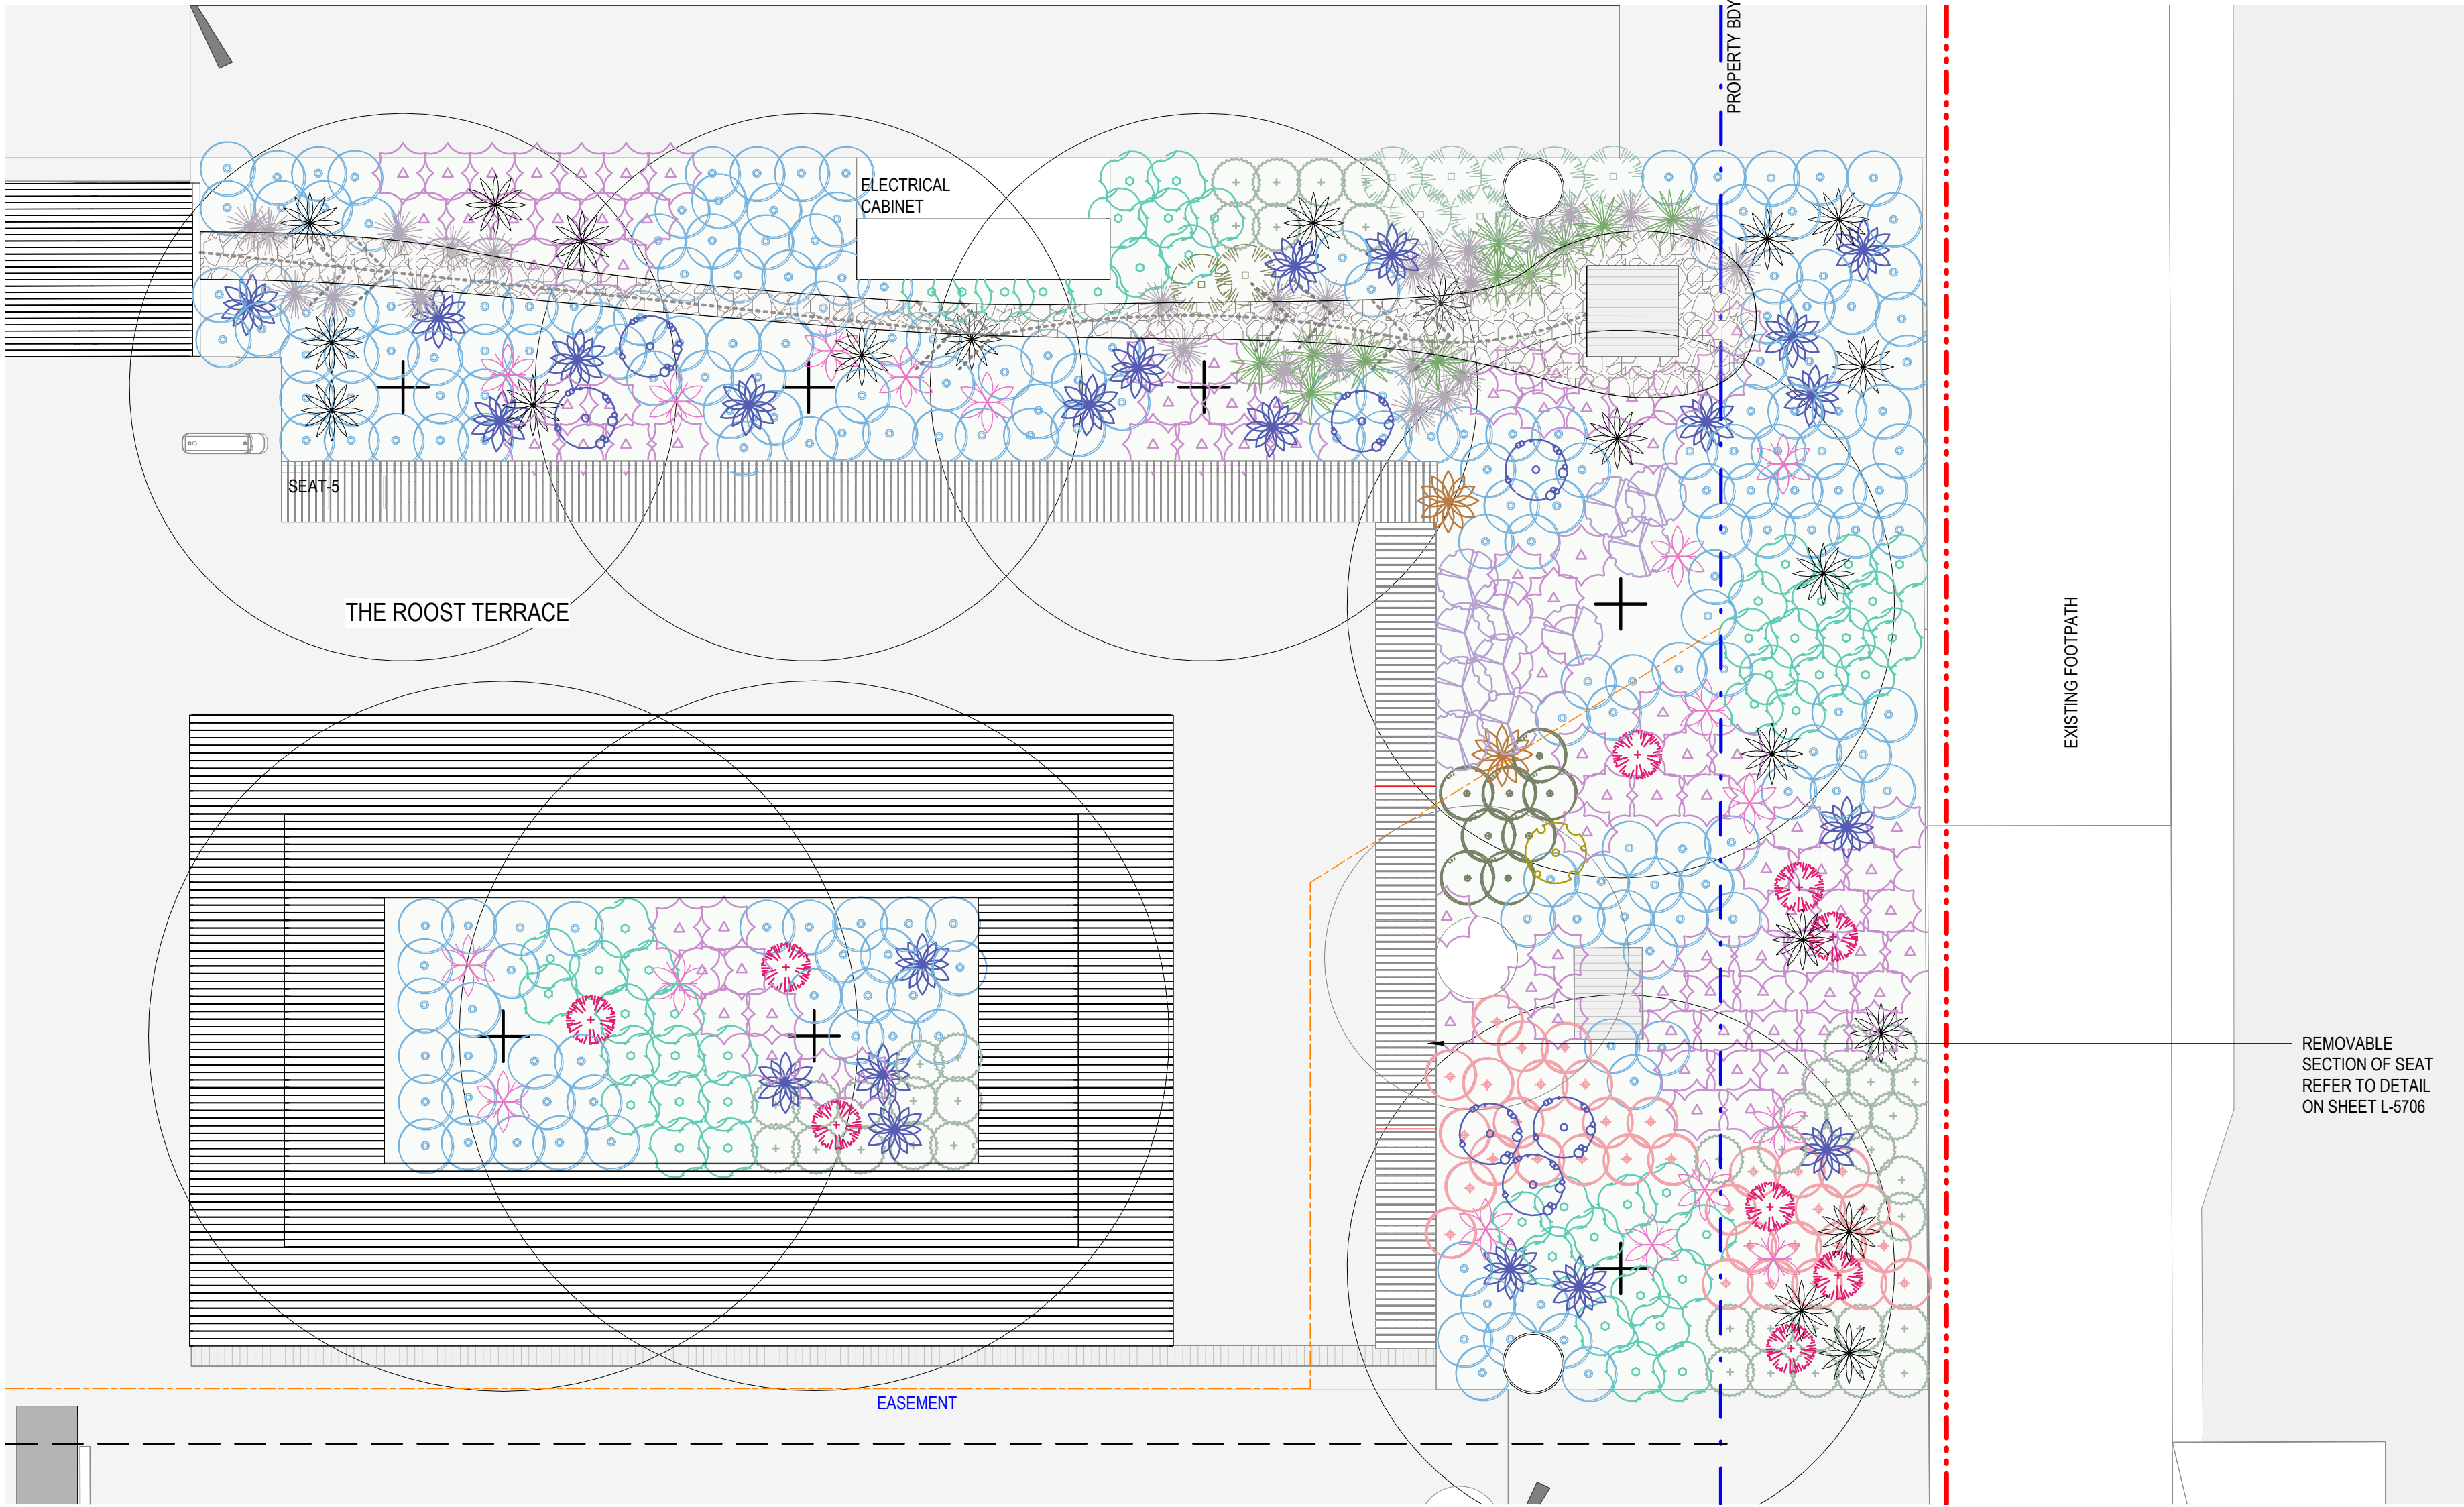 PROPERTY BDY
ELECTRICAL
CABINET
SEAT-5
THE ROOST TERRACE
EXISTING FOOTPATH
REMOVABLE
SECTION OF SEAT
REFER TO DETAIL
ON SHEET L-5706
EASEMENT